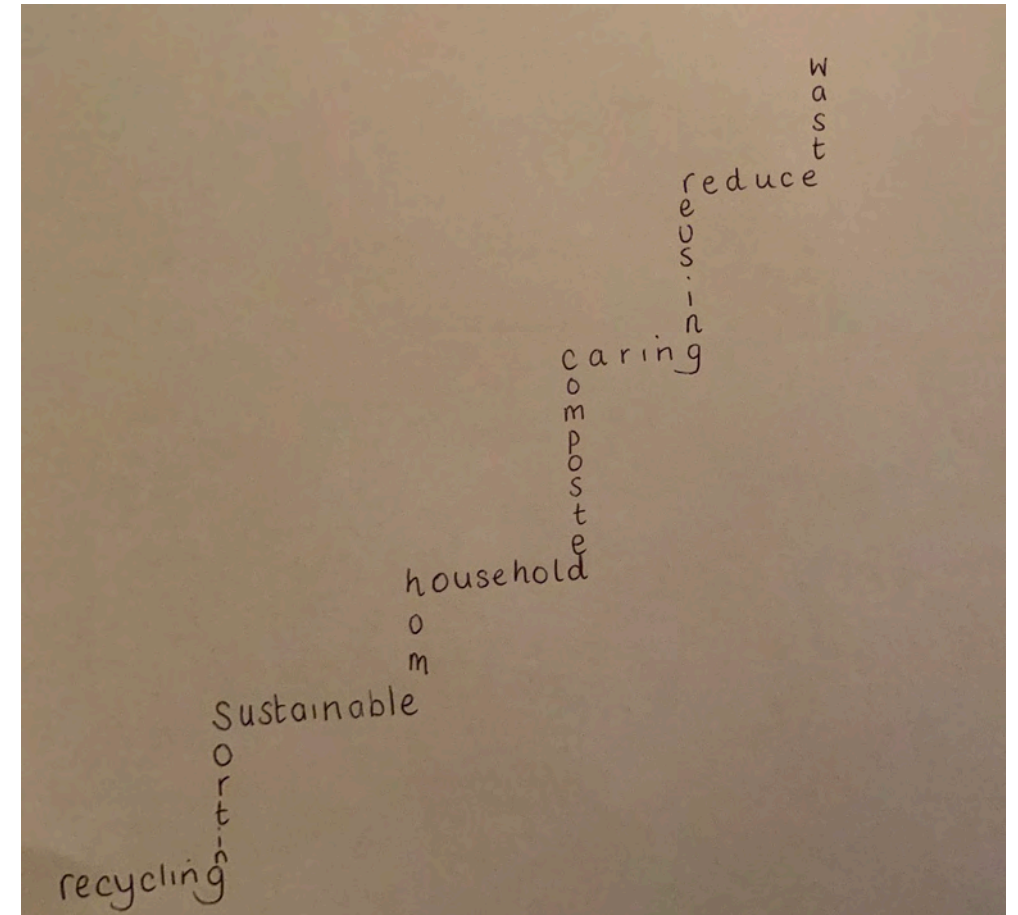 waste
reduce
reusing
caring
composted
household
home
Sustainable
Sorting
recycling